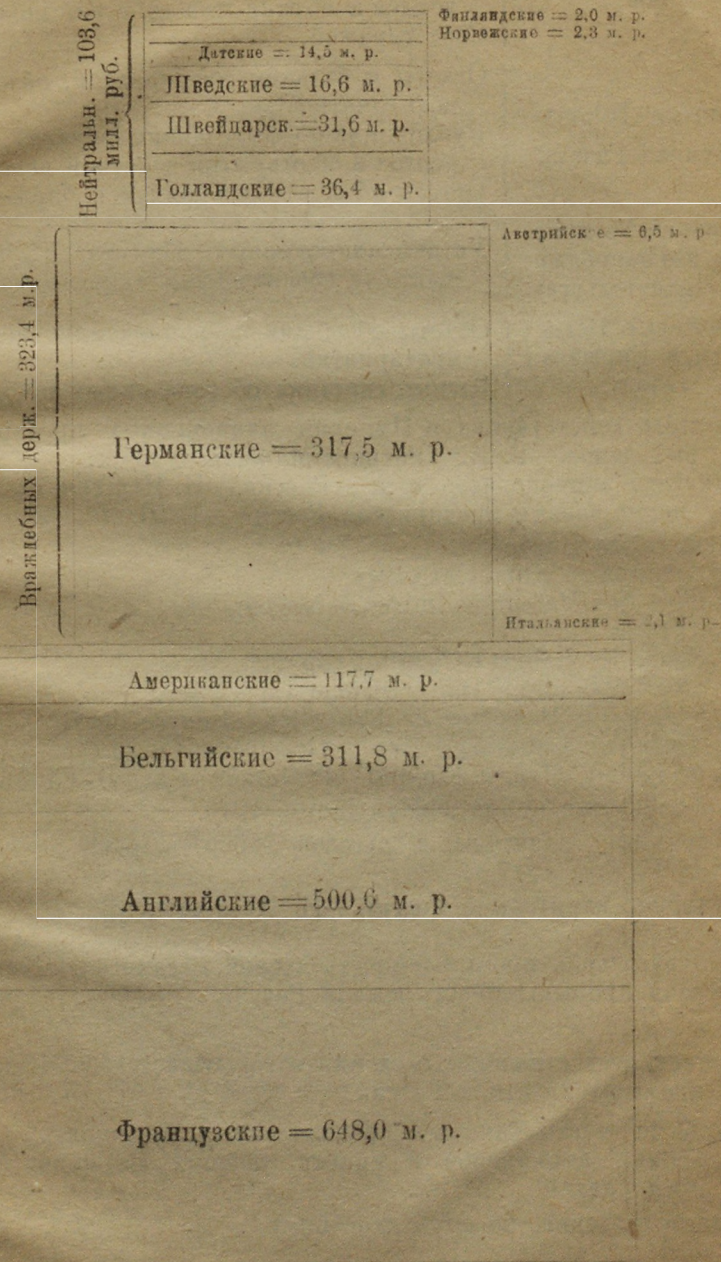 Финляндские = 2,0 м. р.
Норвежские = 2,3 м. р.
Датские = 14,5 м. р.
Шведские = 16,6 м. р.
Швейцарск. = 31,6 м. р.
Голландские = 36,4 м. р.
Нейтральн. = 103,6
милл. руб.
Австрийск е = 6,5 м. р
Германские = 317,5 м. р.
Враждебных держ. = 323,4 м.р.
Итальянские = ,1 м. р.
Американские = 117,7 м. р.
Бельгийские = 311,8 м. р.
Английские = 500,6 м. р.
Французские = 648,0 м. р.